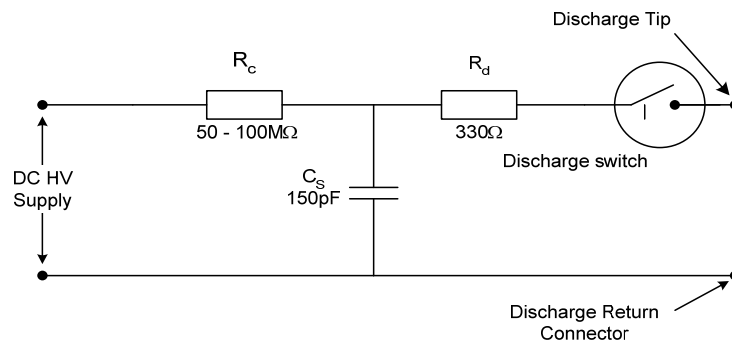 Discharge Tip
Rc
Rd
50 - 100MΩ
330Ω
Discharge switch
DC HV
Supply
CS
150pF
Discharge Return
Connector